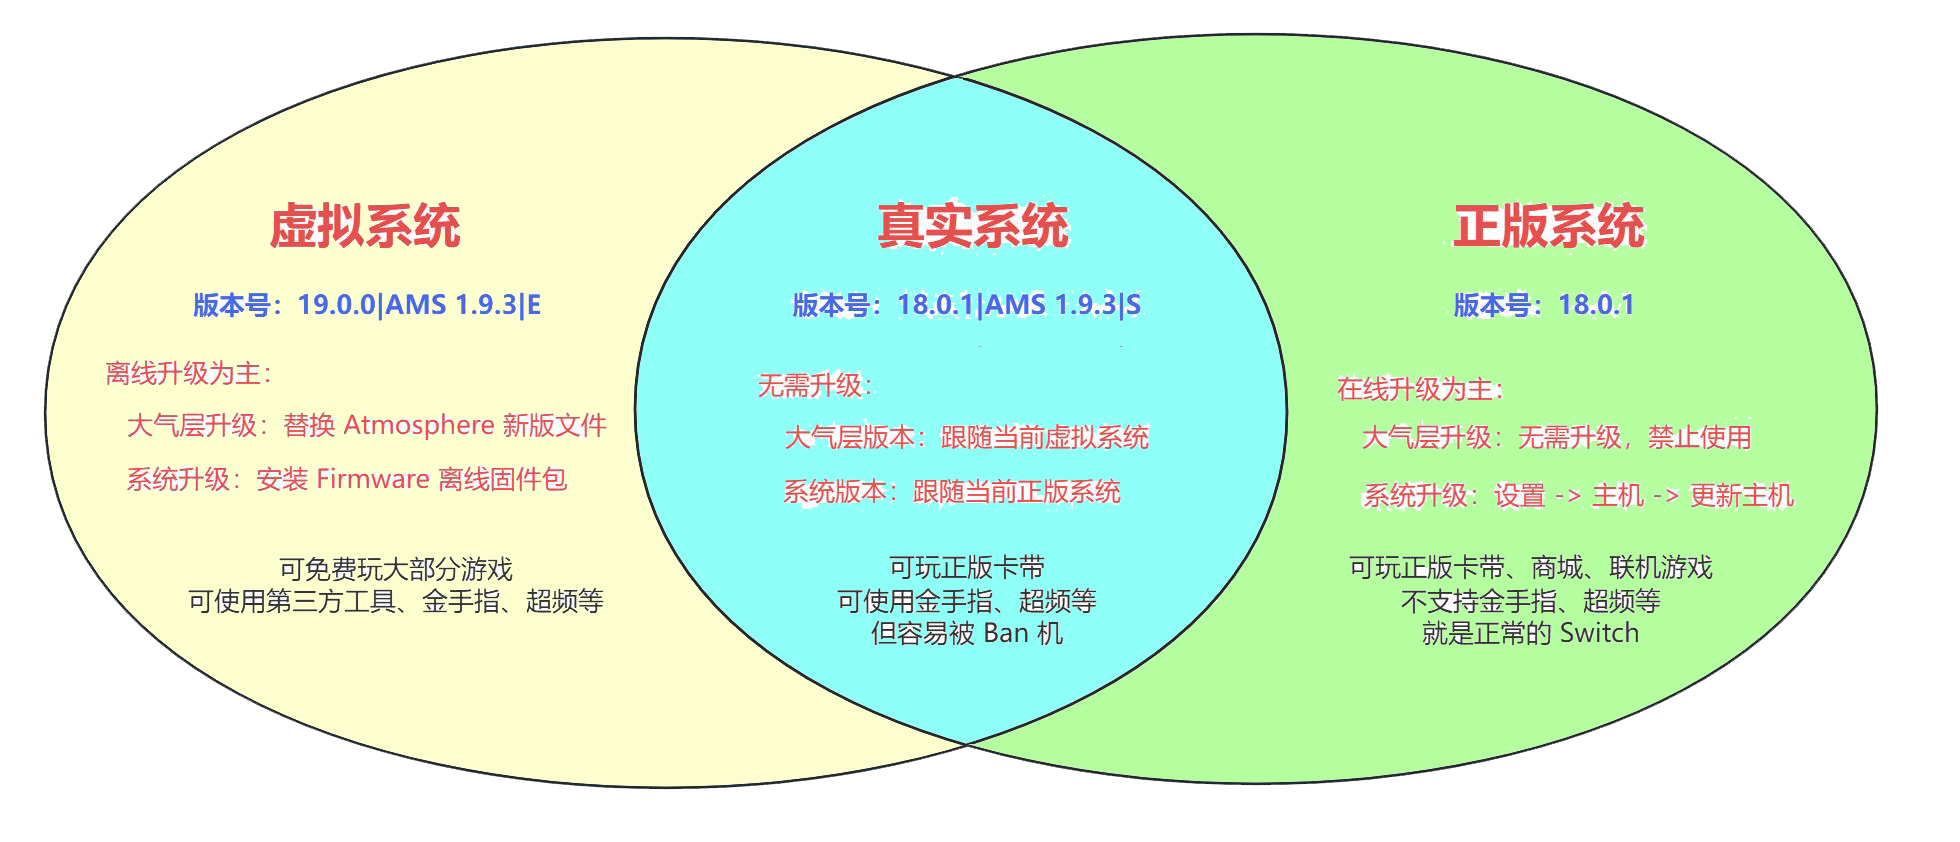 虚拟系统
版本号：19.0.0|AMS 1.9.3|E
离线升级为主：
大气层升级：替换 Atmosphere 新版文件
系统升级：安装 Firmware 离线固件包
可免费玩大部分游戏
可使用第三方工具、金手指、超频等
真实系统
版本号：18.0.1|AMS 1.9.3|S
无需升级：
大气层版本：跟随当前虚拟系统
系统版本：跟随当前正版系统
可玩正版卡带
可使用金手指、超频等
但容易被 Ban 机
正版系统
版本号：18.0.1
在线升级为主：
大气层升级：无需升级，禁止使用
系统升级：设置 -> 主机 -> 更新主机
可玩正版卡带、商城、联机游戏
不支持金手指、超频等
就是正常的 Switch